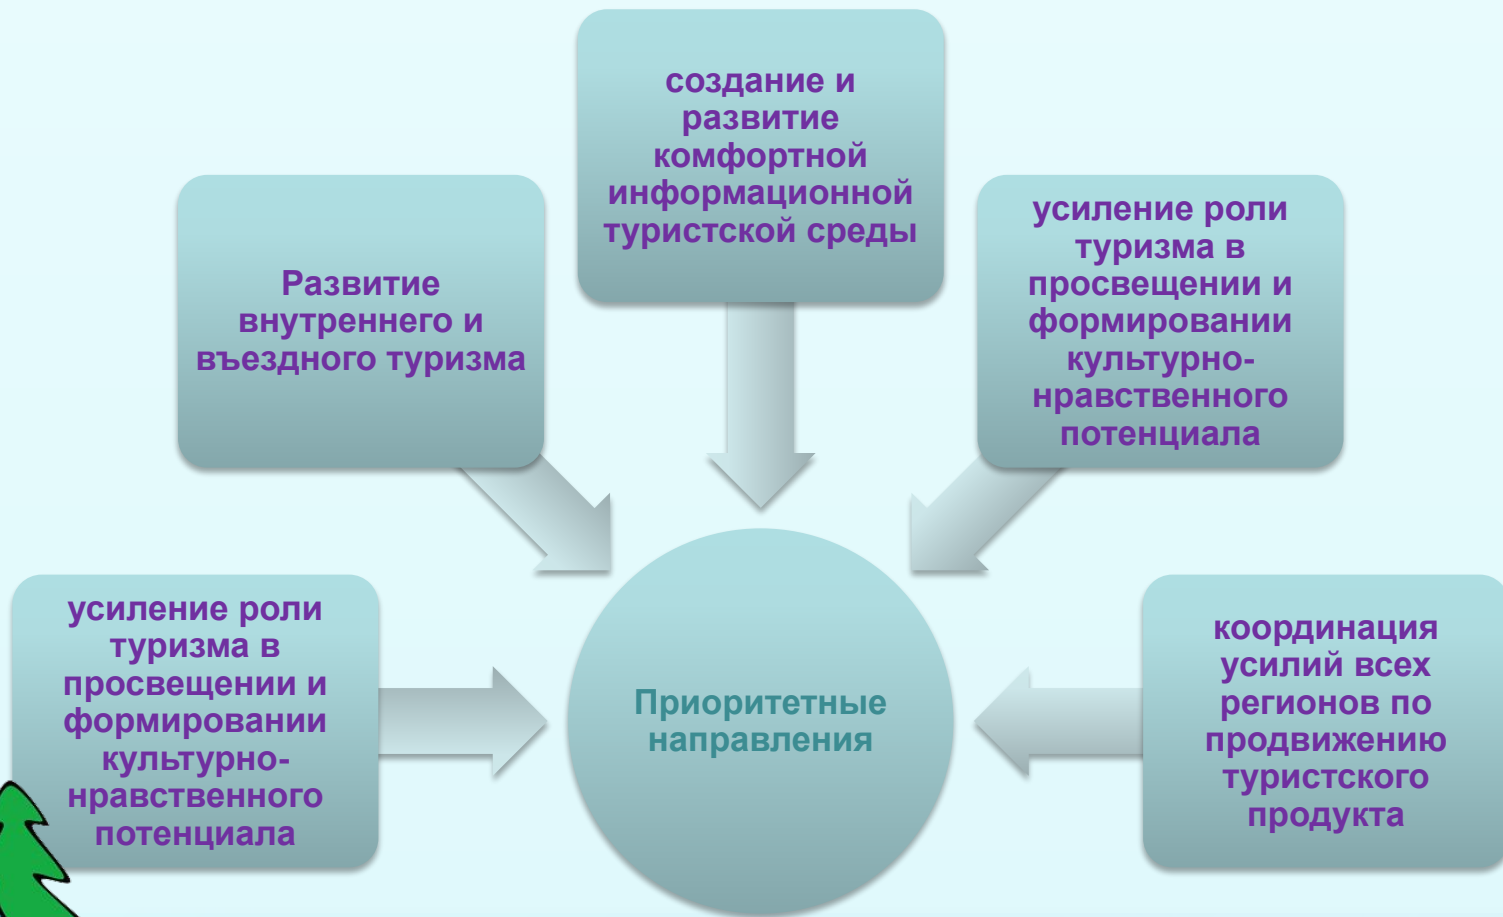 создание и
развитие
комфортной
информационной
туристской среды
Развитие
внутреннего и
въездного туризма
усиление роли
туризма в
просвещении и
формировании
культурно-
нравственного
потенциала
усиление роли
туризма в
просвещении и
формировании
культурно-
нравственного
потенциала
Приоритетные
направления
координация
усилий всех
регионов по
продвижению
туристского
продукта